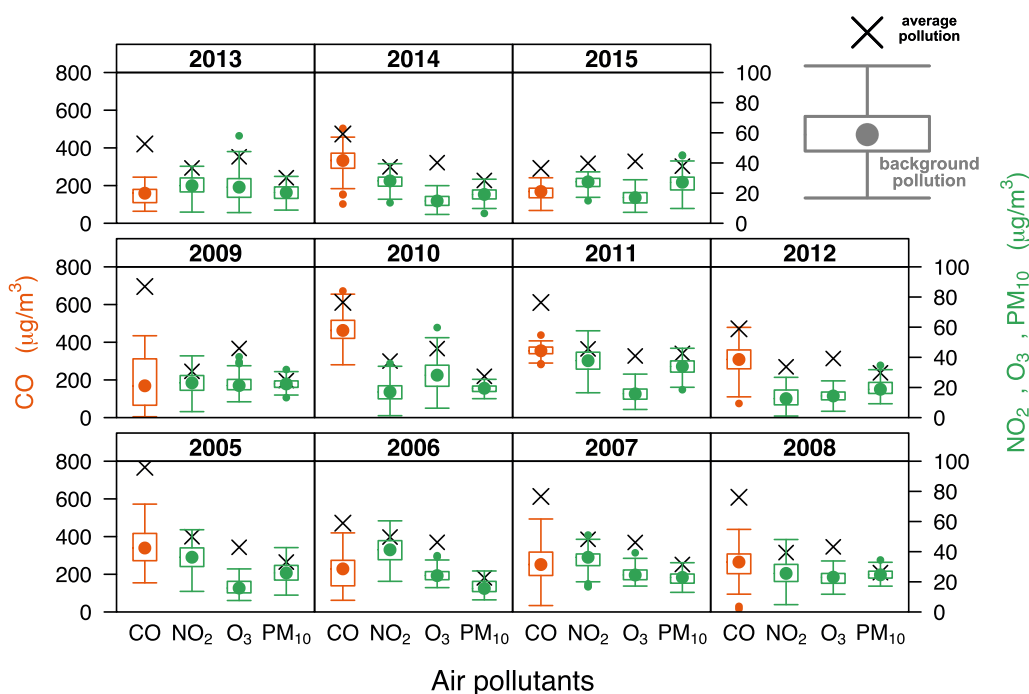 average
pollution
2013 2014 2015
800 100
600 80
400 60
40
200 20
0 0
background
pollution
2009 2010 2011 2012
800 100
600 80
400 60
40
200 20
0 0
CO (μg/m³)
NO₂ , O₃ , PM₁₀ (μg/m³)
2005 2006 2007 2008
800 100
600 80
400 60
40
200 20
0 0
CO NO₂ O₃ PM₁₀ CO NO₂ O₃ PM₁₀ CO NO₂ O₃ PM₁₀ CO NO₂ O₃ PM₁₀
Air pollutants